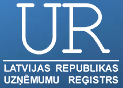 UR
LATVIJAS REPUBLIKAS
UZŅĒMUMU REĢISTRS